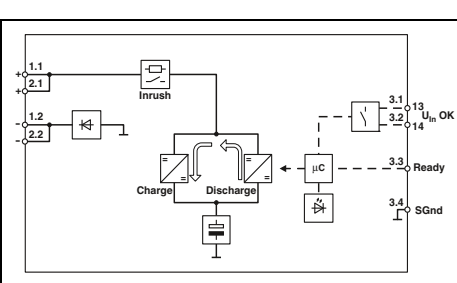 + 1.1
+ 2.1
- 1.2
- 2.2
Inrush
Charge
Discharge
=
=
=
=
µC
3.1 13
U_in OK
3.2 14
3.3 Ready
3.4 SGnd